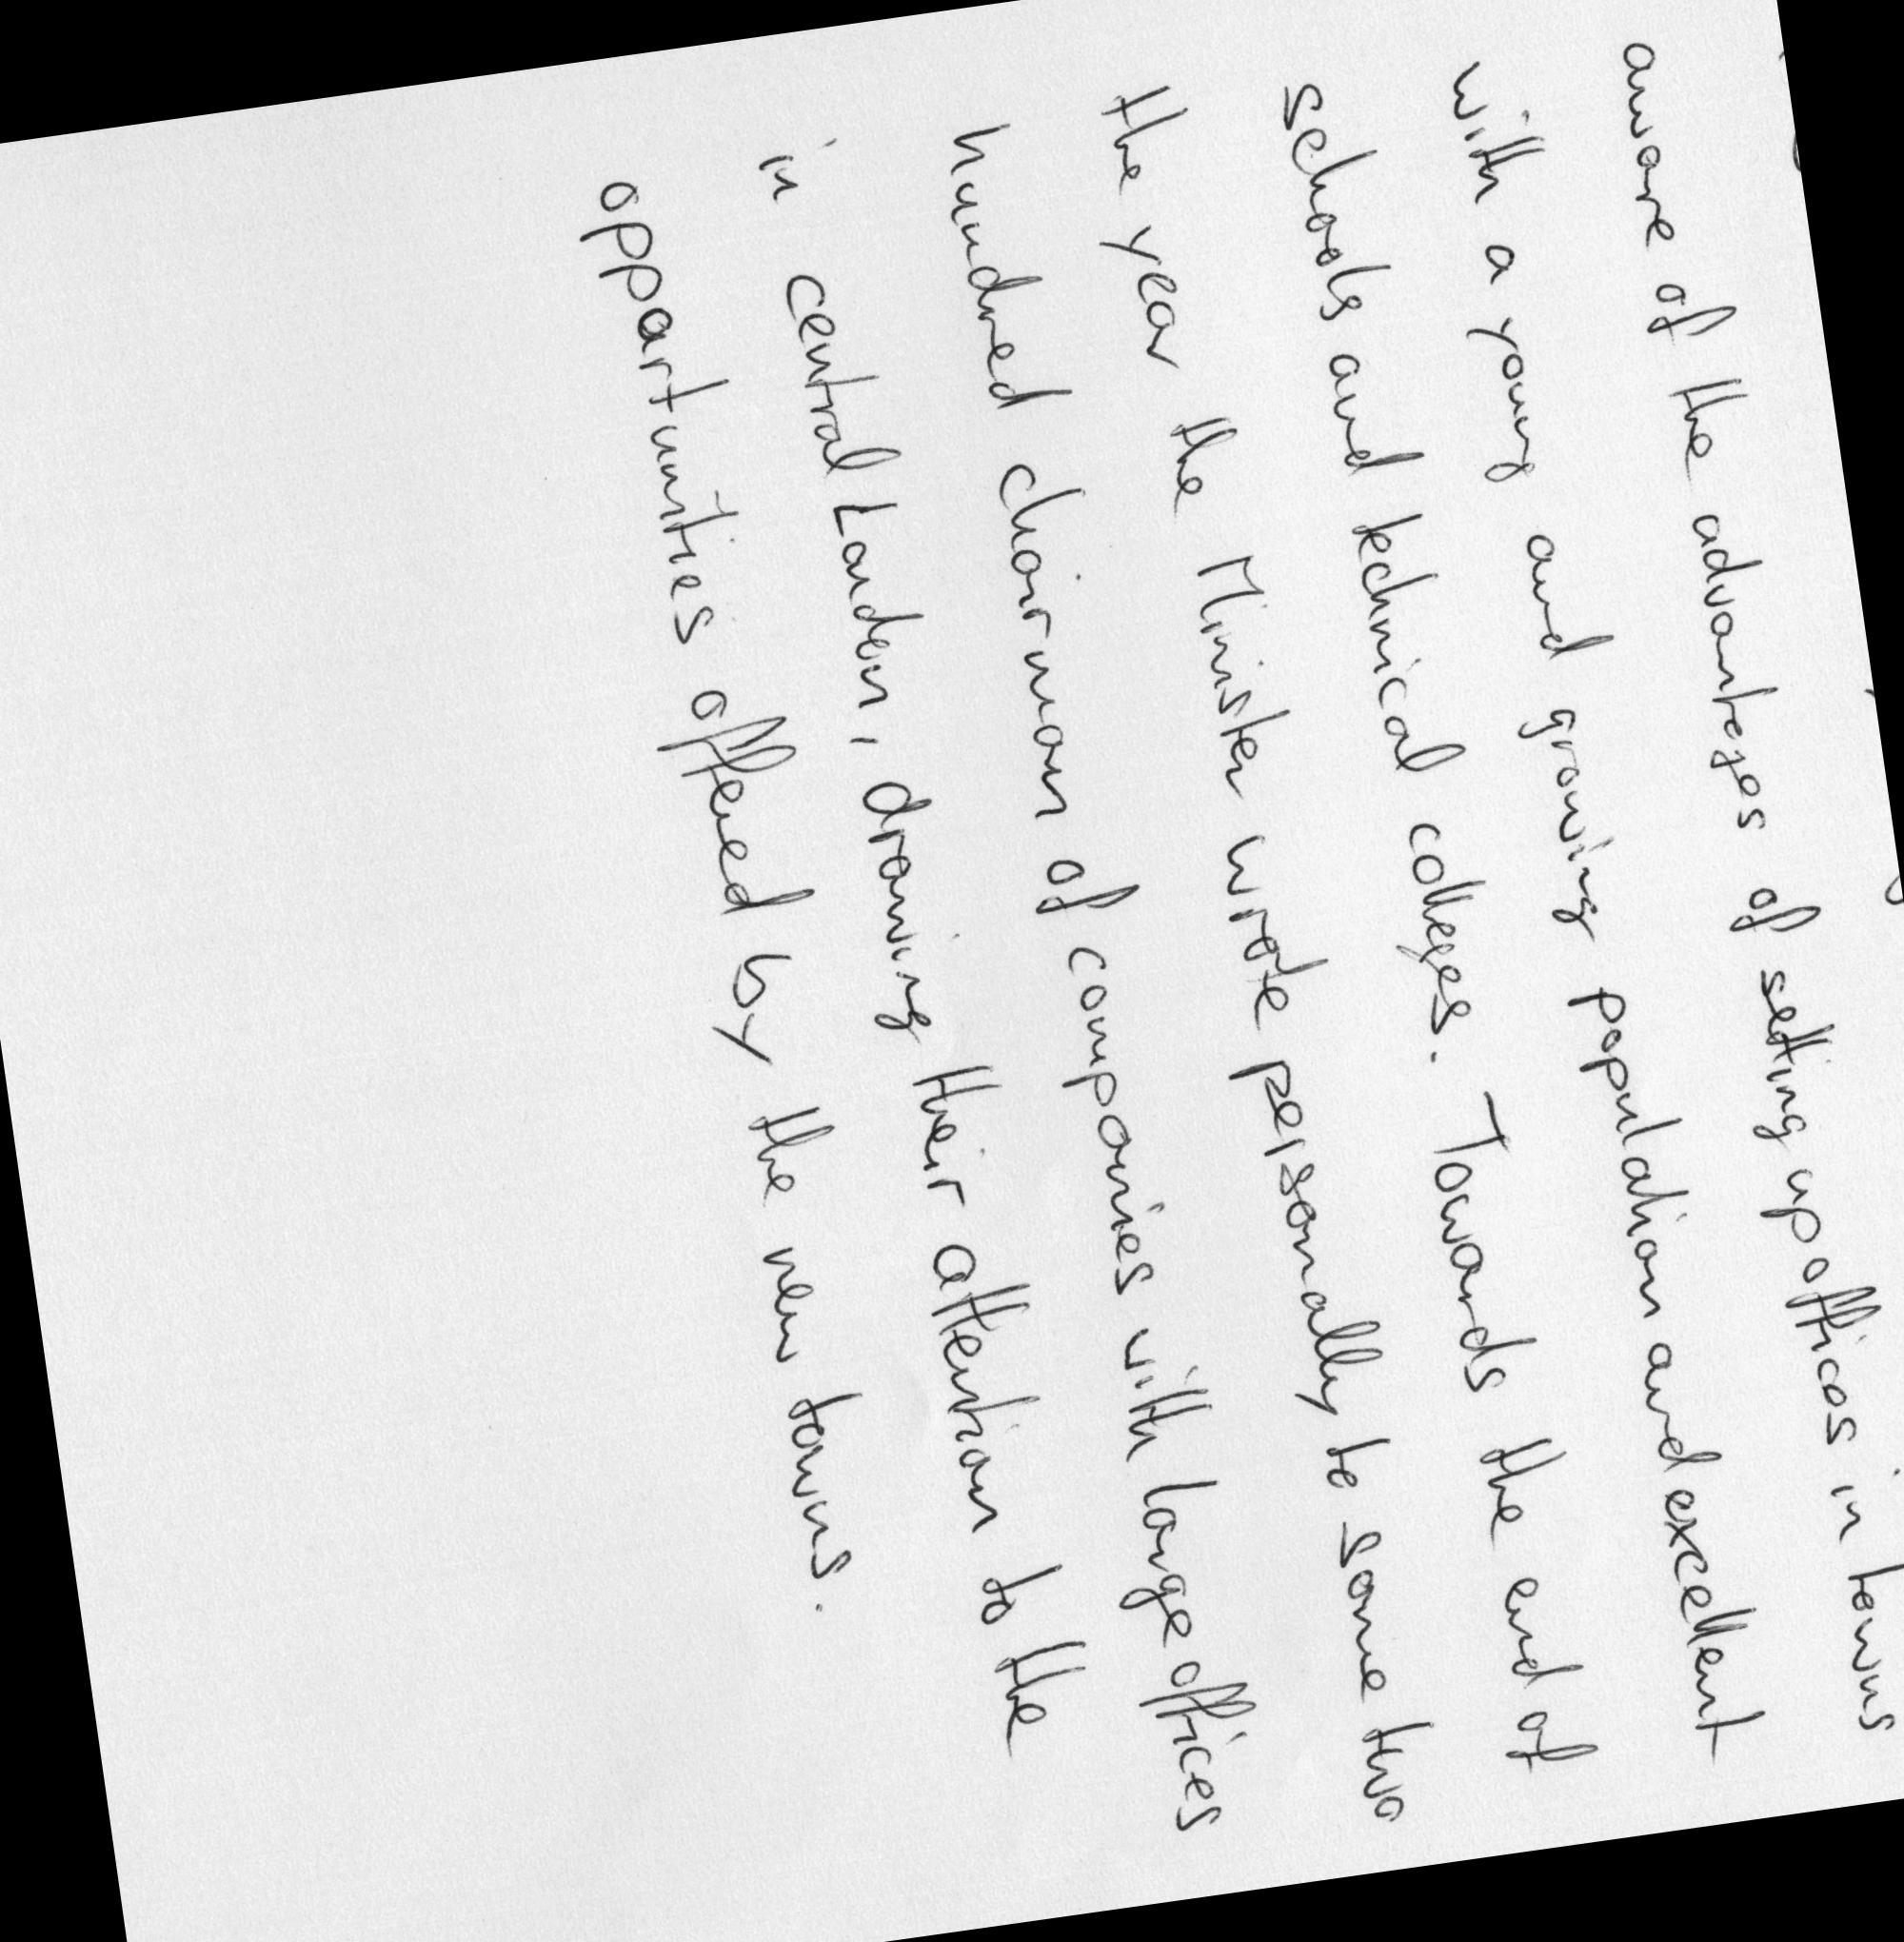 aware of the advanteges of setting up offices in towns
with a young and growing population and excellent
schools and technical colleges. Towards the end of
the year the Minister wrote personally to some two
hundred chairman of companies with large offices
in central London, drawing their attention to the
opportunities offered by the new towns.